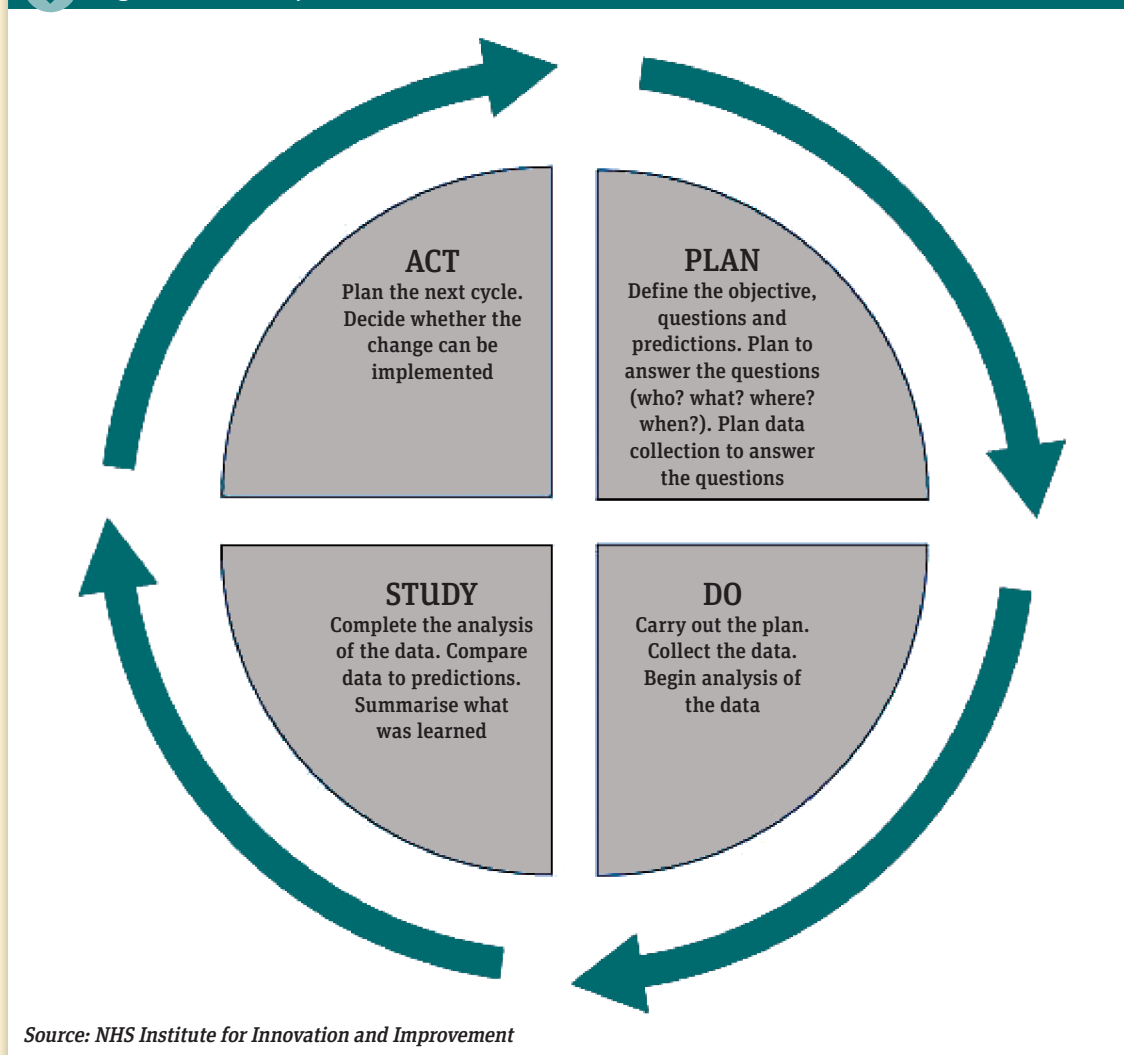 ACT
Plan the next cycle.
Decide whether the
change can be
implemented
PLAN
Define the objective,
questions and
predictions. Plan to
answer the questions
(who? what? where?
when?). Plan data
collection to answer
the questions
STUDY
Complete the analysis
of the data. Compare
data to predictions.
Summarise what
was learned
DO
Carry out the plan.
Collect the data.
Begin analysis of
the data
Source: NHS Institute for Innovation and Improvement